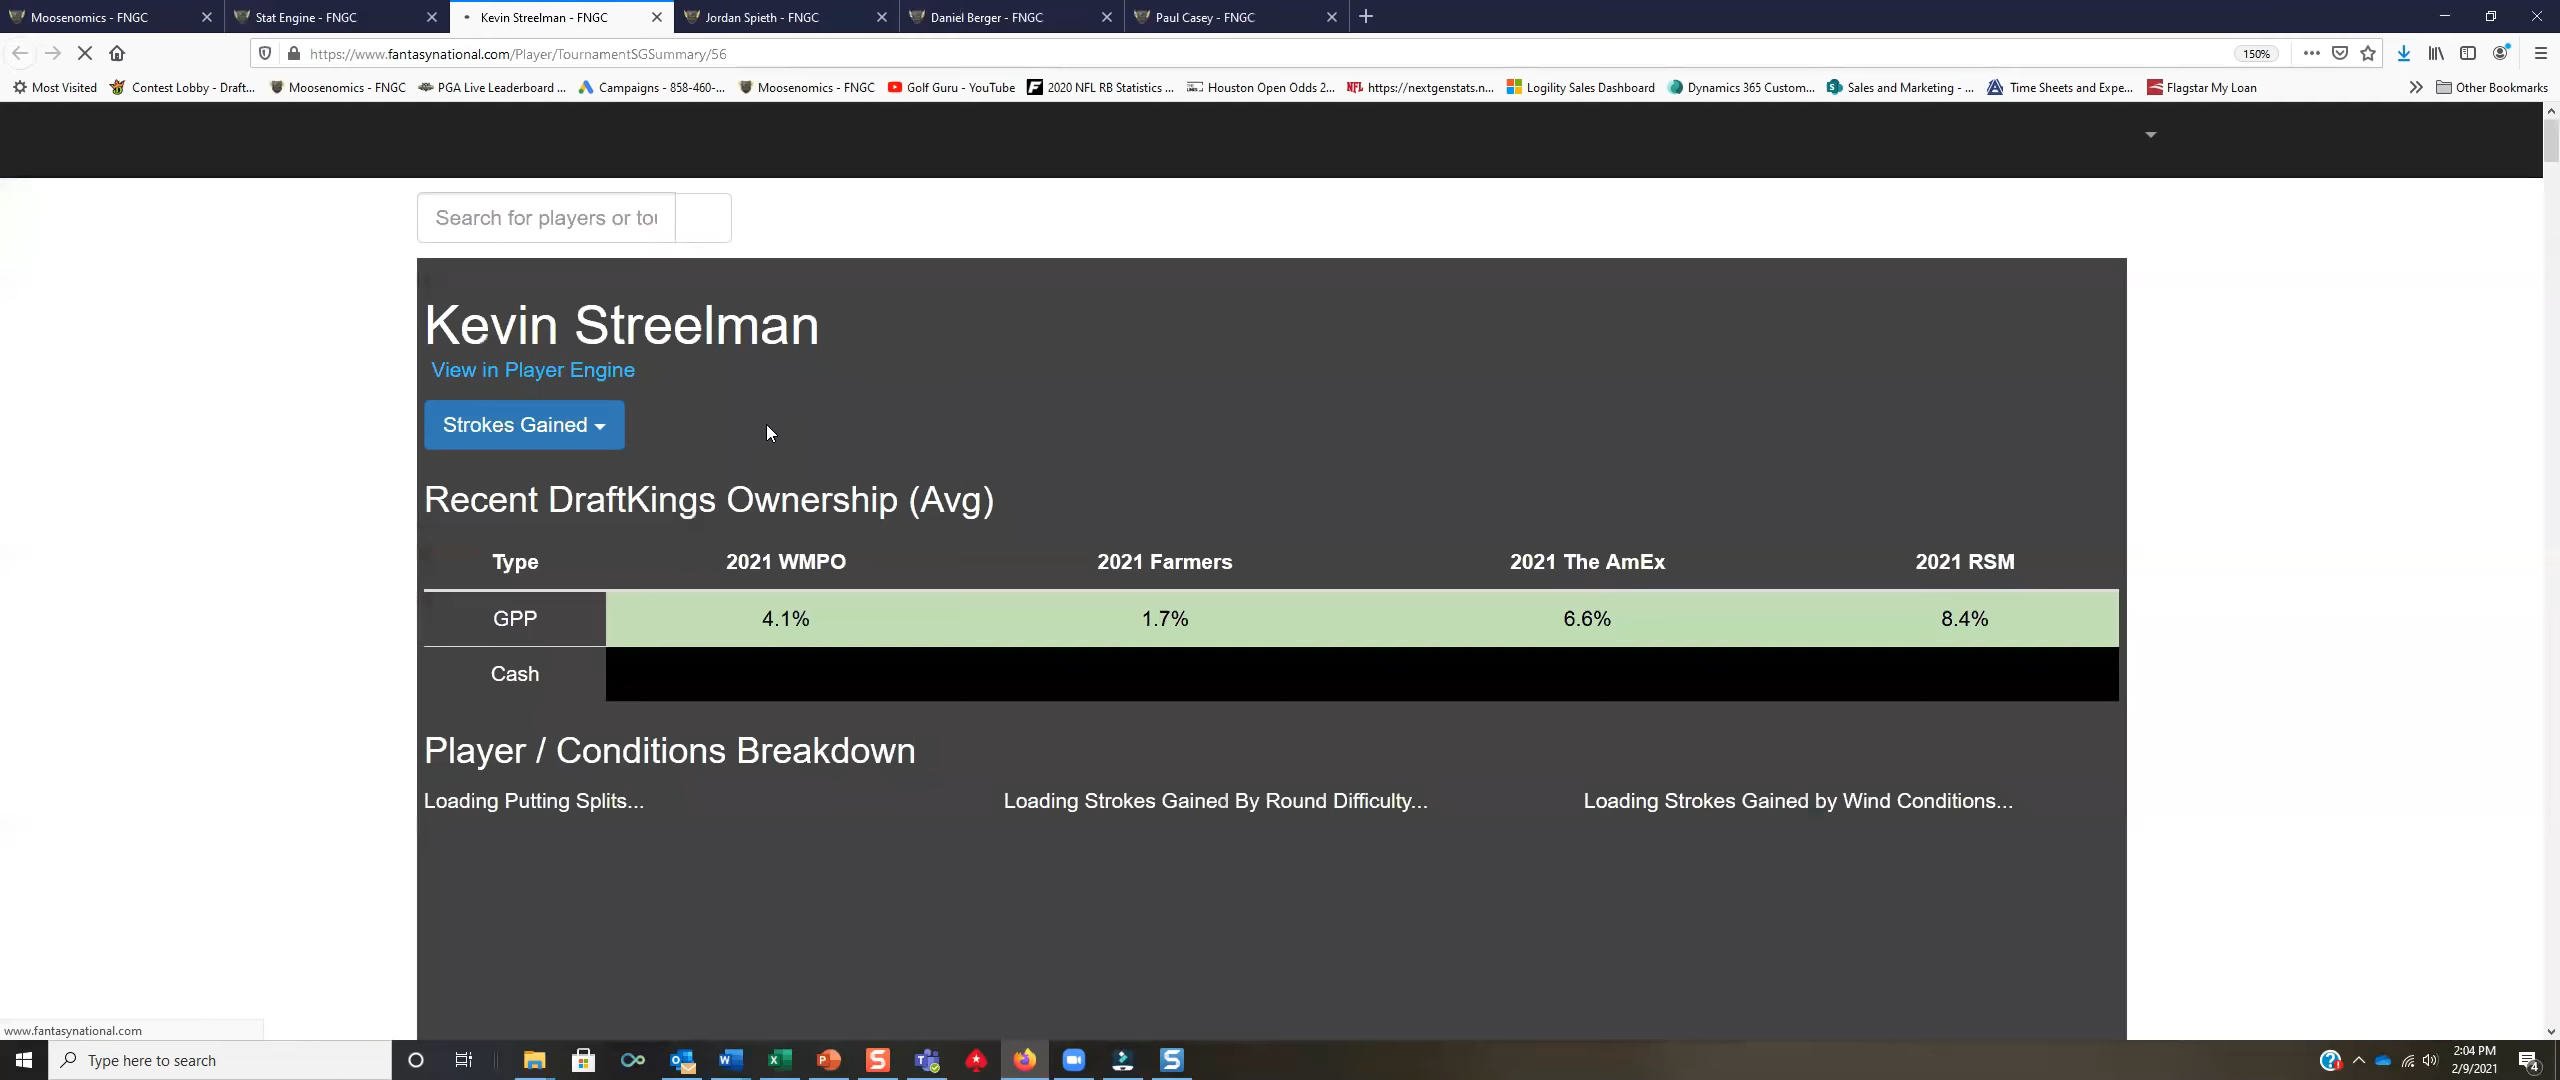 Moosenomics - FNGC
Stat Engine - FNGC
Kevin Streelman - FNGC
Jordan Spieth - FNGC
Daniel Berger - FNGC
Paul Casey - FNGC
https://www.fantasynational.com/Player/TournamentSGSummary/56
150%
Most Visited
Contest Lobby - Draft...
Moosenomics - FNGC
PGA Live Leaderboard ...
Campaigns - 858-460-...
Moosenomics - FNGC
Golf Guru - YouTube
2020 NFL RB Statistics ...
Houston Open Odds 2...
https://nextgenstats.n...
Logility Sales Dashboard
Dynamics 365 Custom...
Sales and Marketing - ...
Time Sheets and Expe...
Flagstar My Loan
Other Bookmarks
Search for players or tou
Kevin Streelman
View in Player Engine
Strokes Gained
Recent DraftKings Ownership (Avg)
Type 2021 WMPO 2021 Farmers 2021 The AmEx 2021 RSM
GPP 4.1% 1.7% 6.6% 8.4%
Cash
Player / Conditions Breakdown
Loading Putting Splits... Loading Strokes Gained By Round Difficulty... Loading Strokes Gained by Wind Conditions...
www.fantasynational.com
Type here to search
2:04 PM
2/9/2021
4